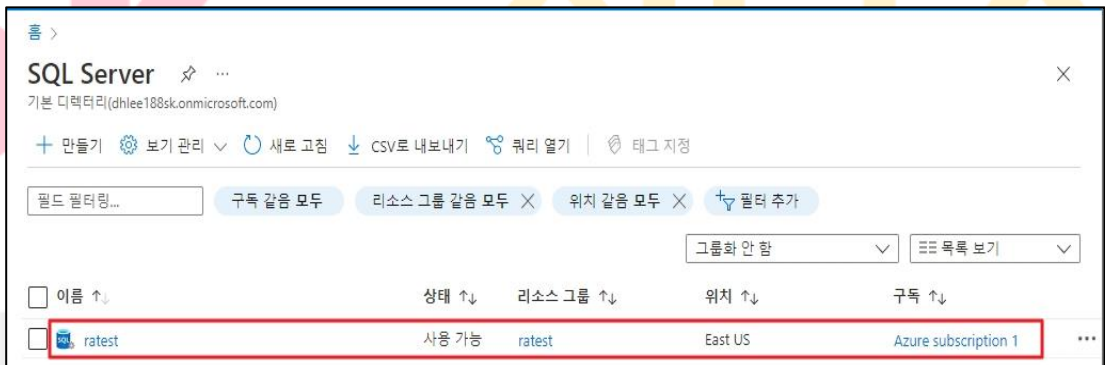 홈 >
SQL Server ...
기본 디렉터리(dhlee188sk.onmicrosoft.com)
만들기 보기 관리 새로 고침 CSV로 내보내기 쿼리 열기 태그 지정
필드 필터링... 구독 같음 모두 리소스 그룹 같음 모두 위치 같음 모두 필터 추가
그룹화 안 함 목록 보기
이름 ↑↓ 상태 ↑↓ 리소스 그룹 ↑↓ 위치 ↑↓ 구독 ↑↓
ratest 사용 가능 ratest East US Azure subscription 1 ...